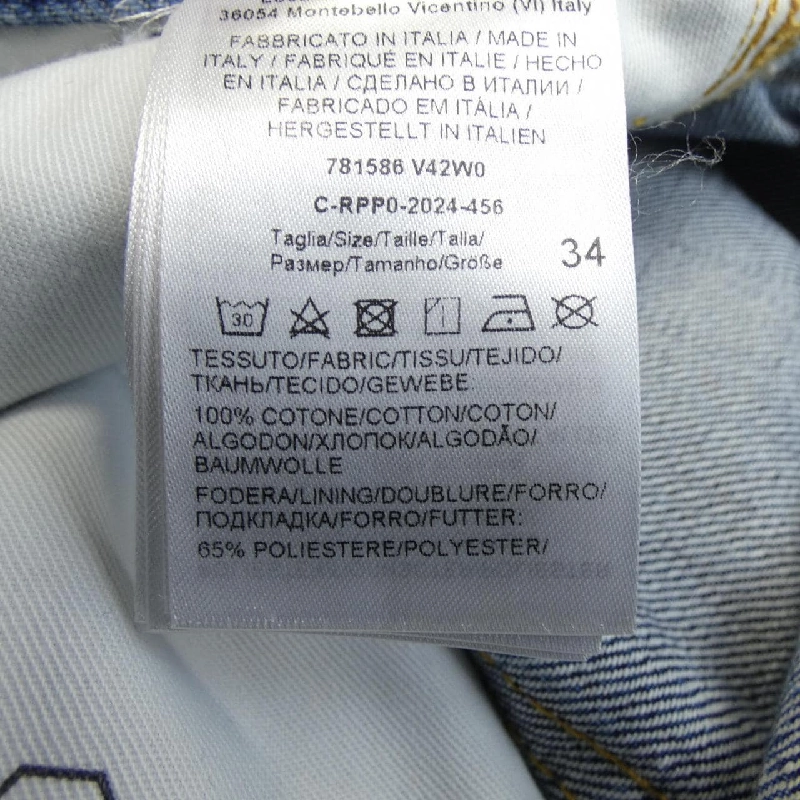 36054 Montebello Vicentino (VI) Italy
FABBRICATO IN ITALIA / MADE IN
ITALY / FABRIQUÉ EN ITALIE / HECHO
EN ITALIA / СДЕЛАНО В ИТАЛИИ /
FABRICADO EM ITÁLIA /
HERGESTELLT IN ITALIEN
781586 V42W0
C-RPP0-2024-456
Taglia/Size/Taille/Talla/
Размер/Tamanho/Größe 34
30
TESSUTO/FABRIC/TISSU/TEJIDO/
ТКАНЬ/TECIDO/GEWEBE
100% COTONE/COTTON/COTON/
ALGODON/ХЛОПОК/ALGODÃO/
BAUMWOLLE
FODERA/LINING/DOUBLURE/FORRO/
ПОДКЛАДКА/FORRO/FUTTER:
65% POLIESTERE/POLYESTER/